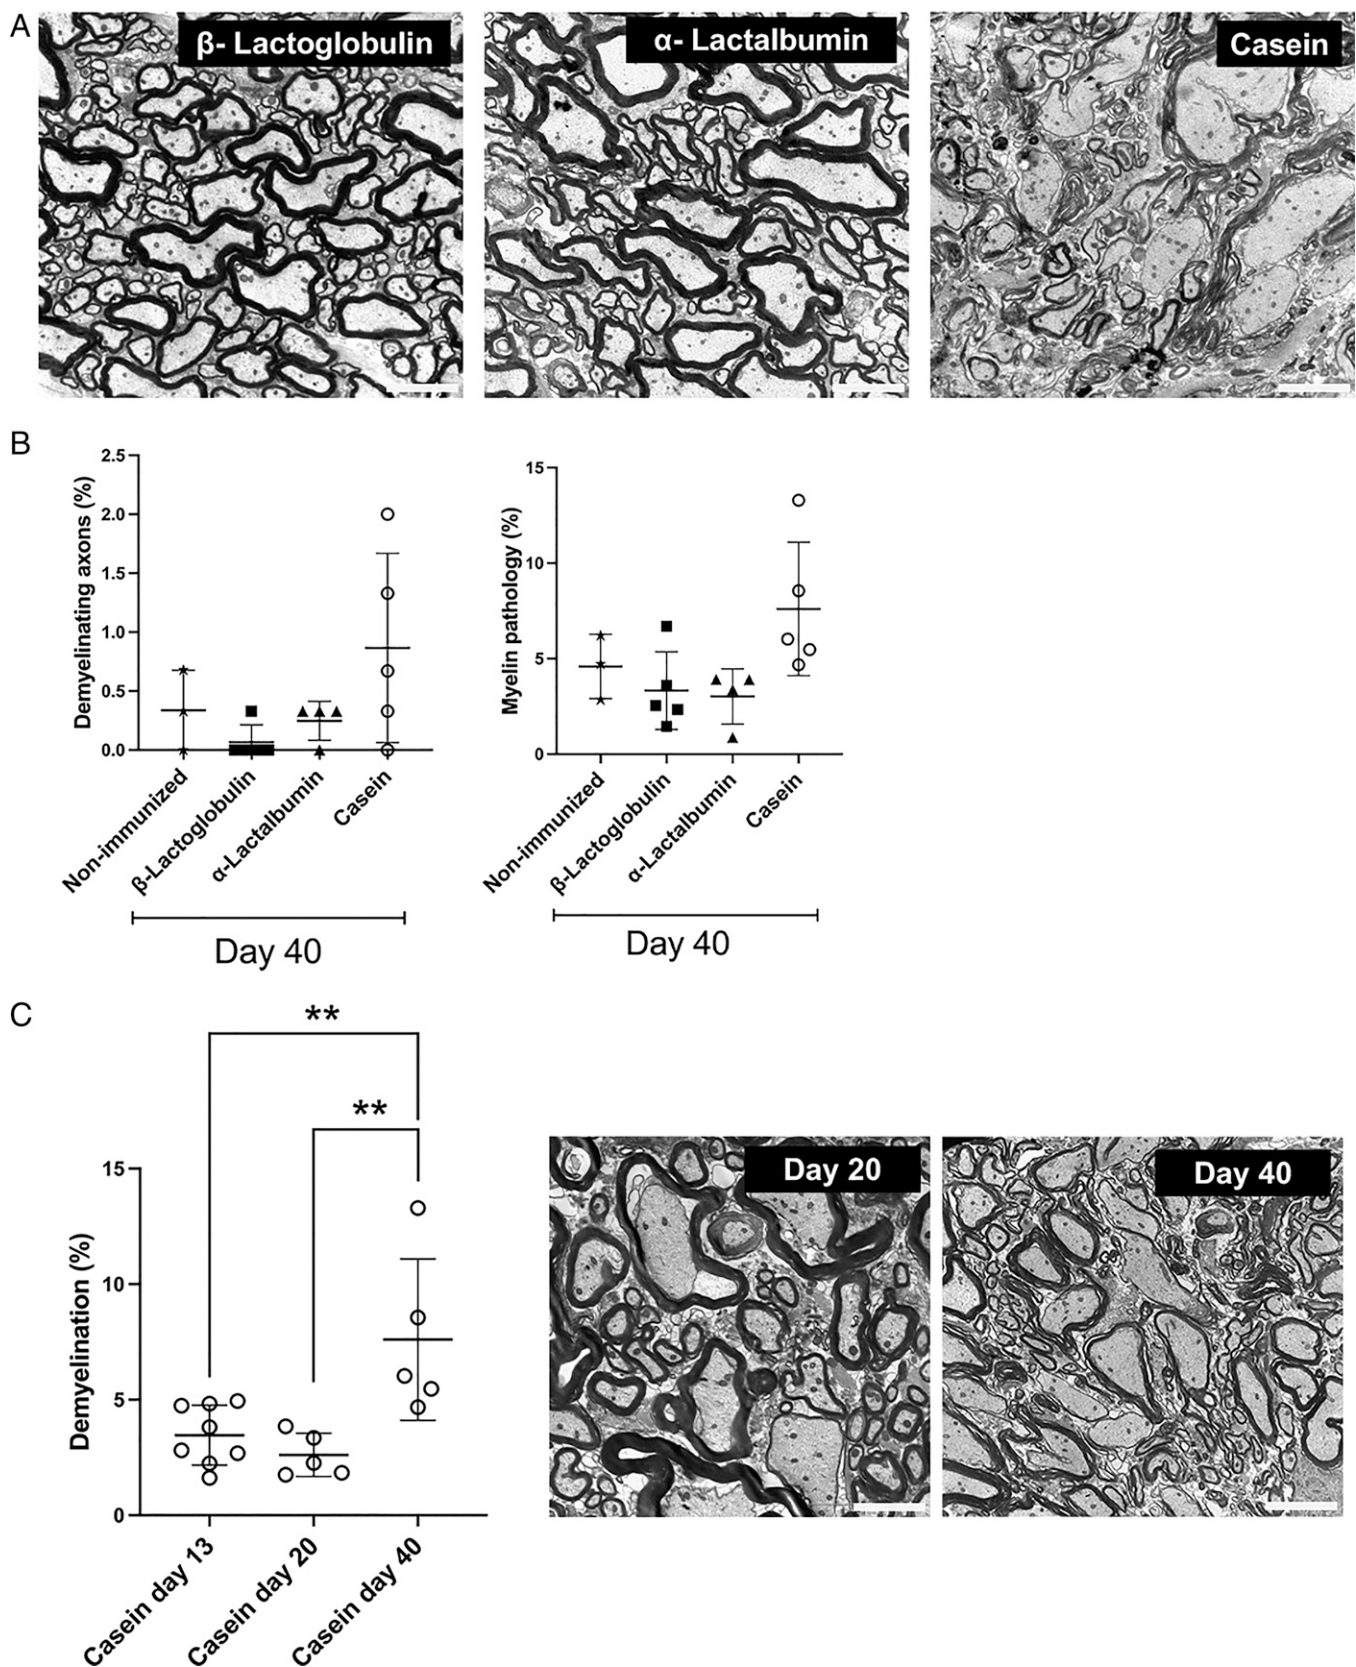 A
β- Lactoglobulin
α- Lactalbumin
Casein
B
Demyelinating axons (%)
2.5
2.0
1.5
1.0
0.5
0.0
Non-immunized
β-Lactoglobulin
α-Lactalbumin
Casein
Day 40
Myelin pathology (%)
15
10
5
0
Non-immunized
β-Lactoglobulin
α-Lactalbumin
Casein
Day 40
C
**
**
Demyelination (%)
15
10
5
0
Casein day 13
Casein day 20
Casein day 40
Day 20
Day 40